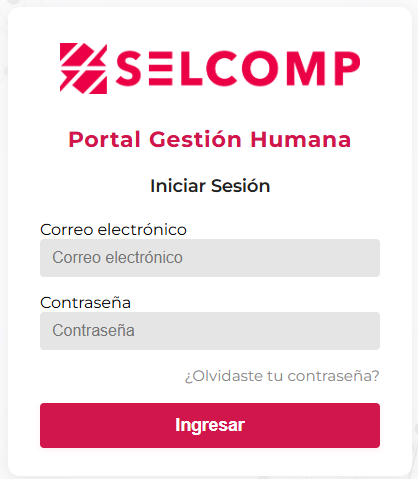 SELCOMP
Portal Gestión Humana
Iniciar Sesión
Correo electrónico
Correo electrónico
Contraseña
Contraseña
¿Olvidaste tu contraseña?
Ingresar